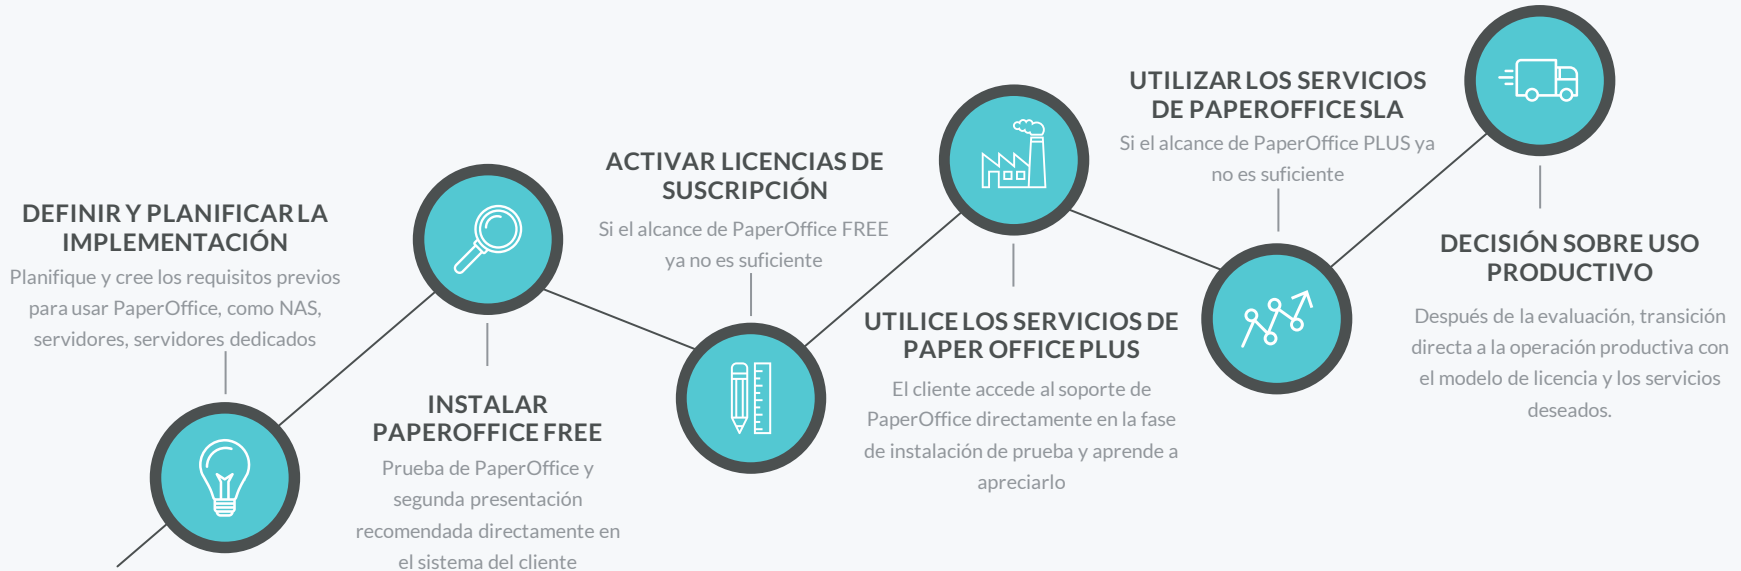 DEFINIR Y PLANIFICAR LA
IMPLEMENTACIÓN
Planifique y cree los requisitos previos
para usar PaperOffice, como NAS,
servidores, servidores dedicados
INSTALAR
PAPEROFFICE FREE
Prueba de PaperOffice y
segunda presentación
recomendada directamente en
el sistema del cliente
ACTIVAR LICENCIAS DE
SUSCRIPCIÓN
Si el alcance de PaperOffice FREE
ya no es suficiente
UTILICE LOS SERVICIOS DE
PAPER OFFICE PLUS
El cliente accede al soporte de
PaperOffice directamente en la fase
de instalación de prueba y aprende a
apreciarlo
UTILIZAR LOS SERVICIOS
DE PAPEROFFICE SLA
Si el alcance de PaperOffice PLUS ya
no es suficiente
DECISIÓN SOBRE USO
PRODUCTIVO
Después de la evaluación, transición
directa a la operación productiva con
el modelo de licencia y los servicios
deseados.